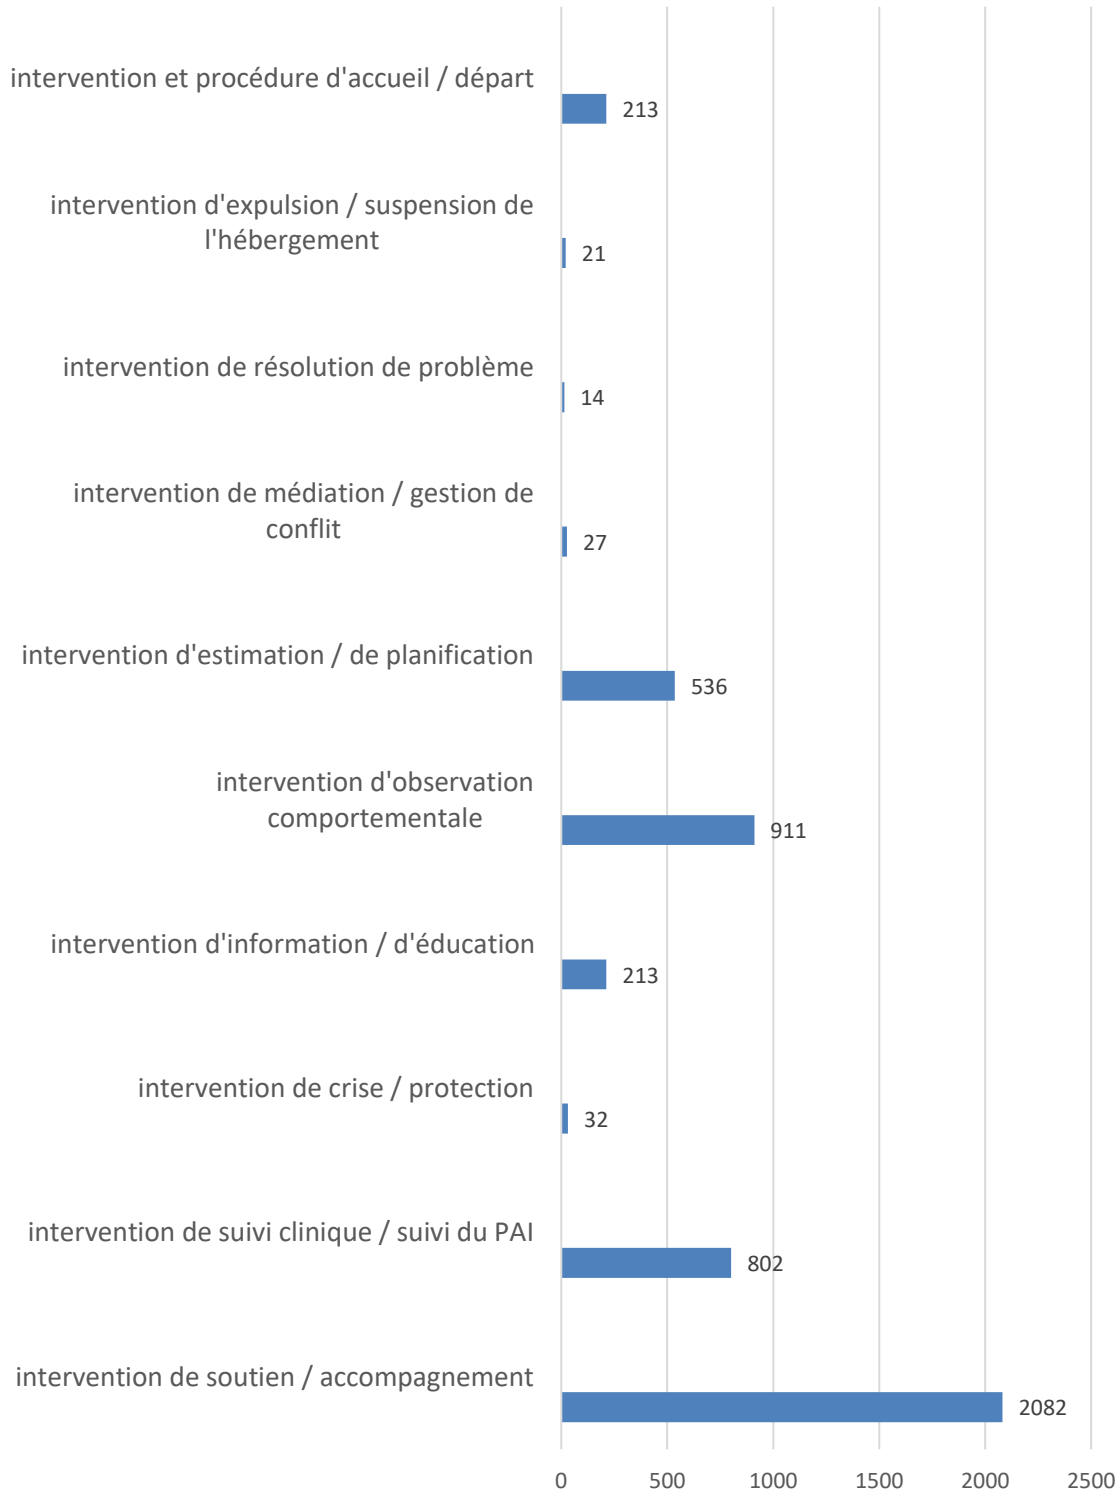 intervention et procédure d'accueil / départ
213
intervention d'expulsion / suspension de
l'hébergement
21
intervention de résolution de problème
14
intervention de médiation / gestion de
conflit
27
intervention d'estimation / de planification
536
intervention d'observation
comportementale
911
intervention d'information / d'éducation
213
intervention de crise / protection
32
intervention de suivi clinique / suivi du PAI
802
intervention de soutien / accompagnement
2082
0 500 1000 1500 2000 2500